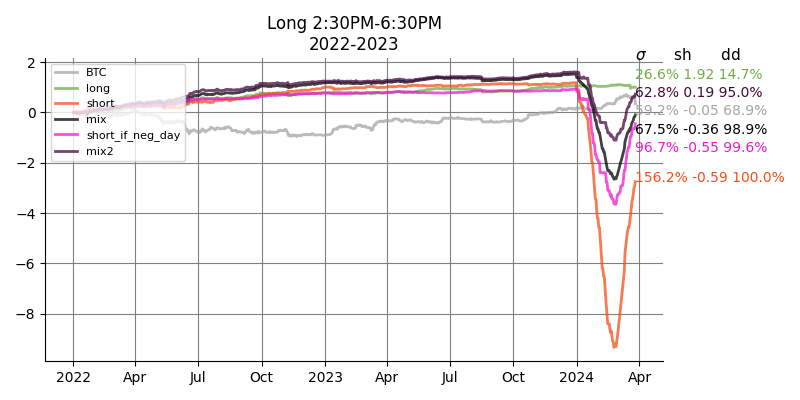 Long 2:30PM-6:30PM
2022-2023
σ sh dd
26.6% 1.92 14.7%
62.8% 0.19 95.0%
59.2% -0.05 68.9%
67.5% -0.36 98.9%
96.7% -0.55 99.6%
156.2% -0.59 100.0%
BTC
long
short
mix
short_if_neg_day
mix2
2
0
−2
−4
−6
−8
2022 Apr Jul Oct 2023 Apr Jul Oct 2024 Apr